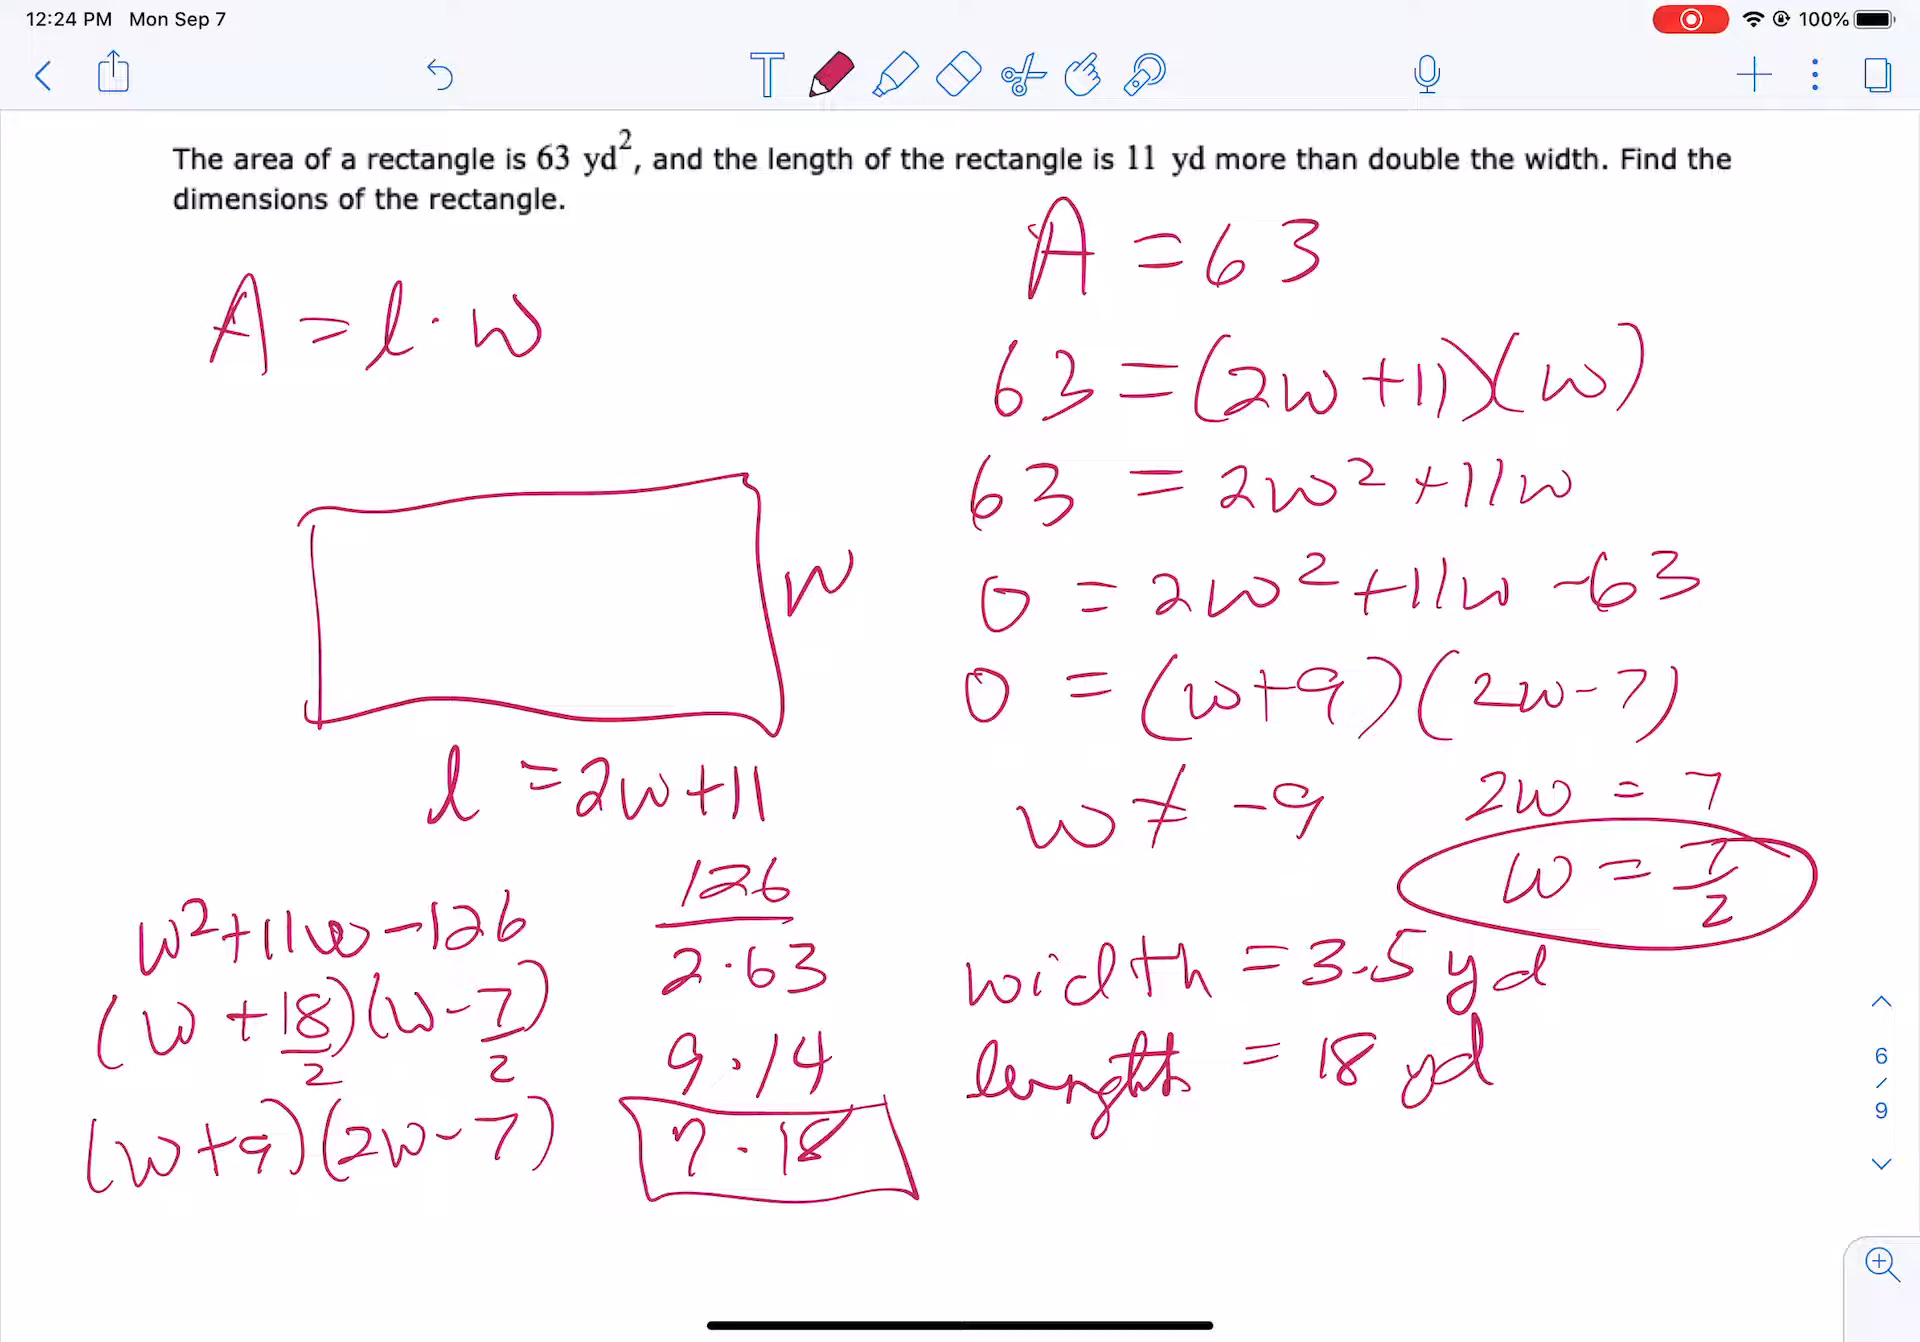 12:24 PM Mon Sep 7
100%
The area of a rectangle is 63 yd², and the length of the rectangle is 11 yd more than double the width. Find the
dimensions of the rectangle.
A = l · w
w
l = 2w+11
w²+11w-126
(w+18/2)(w-7/2)
(w+9)(2w-7)
126
2·63
9·14
7·18
A = 63
63 = (2w+11)(w)
63 = 2w²+11w
0 = 2w²+11w-63
0 = (w+9)(2w-7)
w ≠ -9
2w = 7
w = 7/2
width = 3.5 yd
length = 18 yd
6
/
9